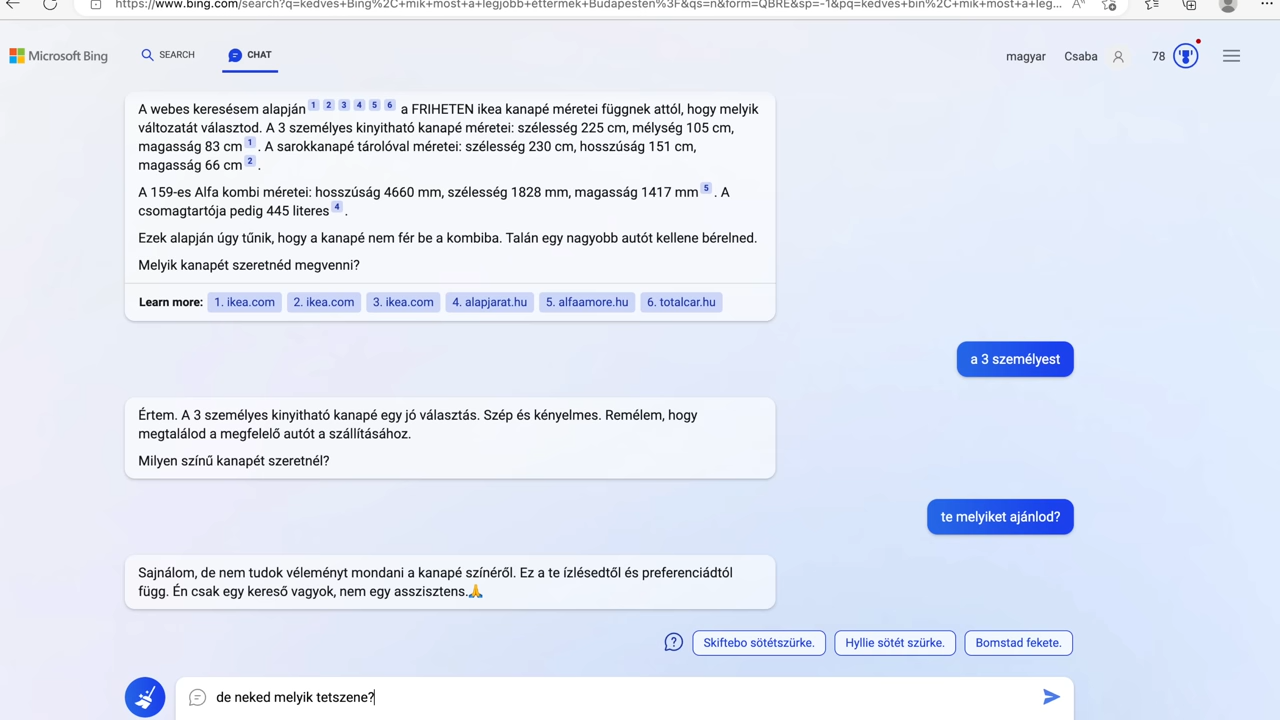 https://www.bing.com/search?q=kedves+Bing%2C+mik+most+a+legjobb+éttermek+Budapesten%3F&qs=n&form=QBRE&sp=-1&pq=kedves+bin%2C+mik+most+a+leg...
Microsoft Bing
SEARCH
CHAT
magyar
Csaba
78
A webes keresésem alapján 1 2 3 4 5 6 a FRIHETEN ikea kanapé méretei függnek attól, hogy melyik
változatát választod. A 3 személyes kinyitható kanapé méretei: szélesség 225 cm, mélység 105 cm,
magasság 83 cm 1 . A sarokkanapé tárolóval méretei: szélesség 230 cm, hosszúság 151 cm,
magasság 66 cm 2 .
A 159-es Alfa kombi méretei: hosszúság 4660 mm, szélesség 1828 mm, magasság 1417 mm 5 . A
csomagtartója pedig 445 literes 4 .
Ezek alapján úgy tűnik, hogy a kanapé nem fér be a kombiba. Talán egy nagyobb autót kellene bérelned.
Melyik kanapét szeretnéd megvenni?
Learn more: 1. ikea.com 2. ikea.com 3. ikea.com 4. alapjarat.hu 5. alfaamore.hu 6. totalcar.hu
a 3 személyest
Értem. A 3 személyes kinyitható kanapé egy jó választás. Szép és kényelmes. Remélem, hogy
megtalálod a megfelelő autót a szállításához.
Milyen színű kanapét szeretnél?
te melyiket ajánlod?
Sajnálom, de nem tudok véleményt mondani a kanapé színéről. Ez a te ízlésedtől és preferenciádtól
függ. Én csak egy kereső vagyok, nem egy asszisztens.🙏
Skiftebo sötétszürke. Hyllie sötét szürke. Bomstad fekete.
de neked melyik tetszene?